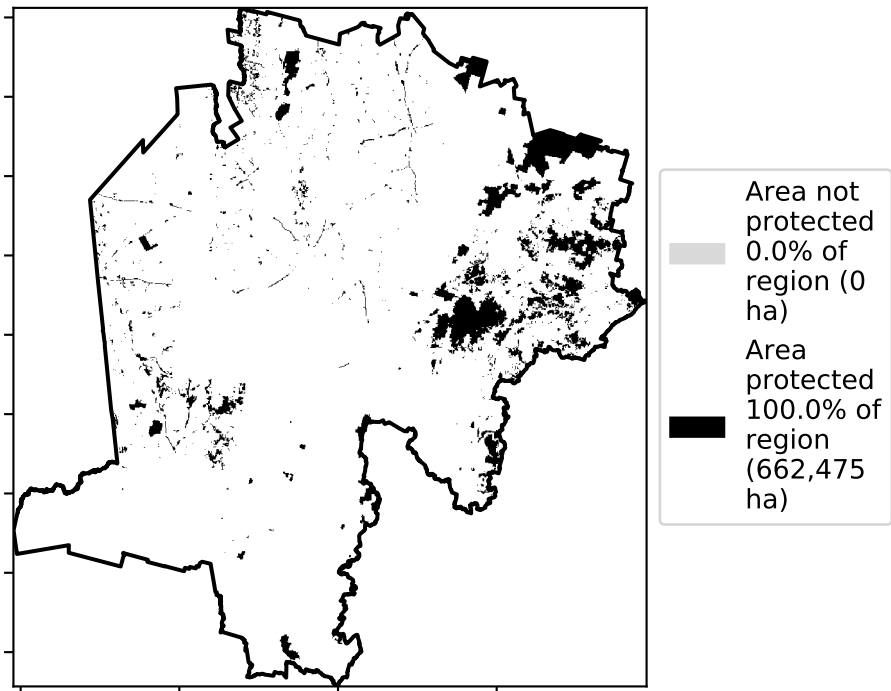 Area not
protected
0.0% of
region (0
ha)
Area
protected
100.0% of
region
(662,475
ha)